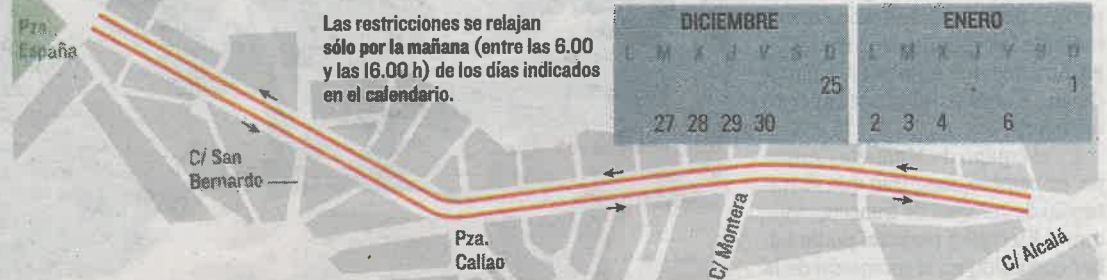 Pza.
España
Las restricciones se relajan
sólo por la mañana (entre las 6.00
y las 16.00 h) de los días indicados
en el calendario.
DICIEMBRE
L M X J V S D
25
27 28 29 30
ENERO
L M X J V S D
1
2 3 4 6
C/ San
Bernardo
Pza.
Callao
C/ Montera
C/ Alcalá